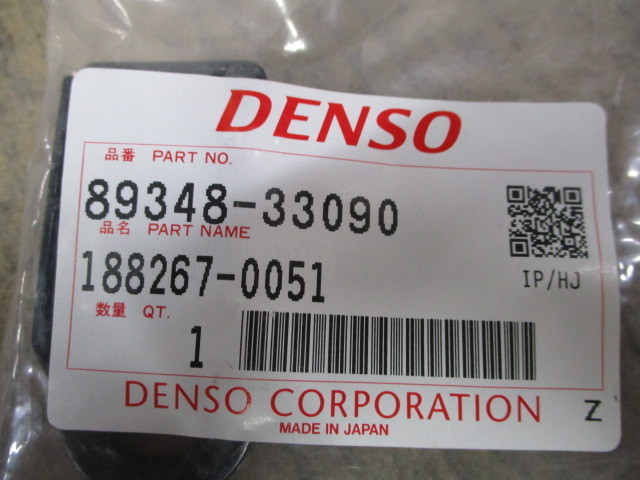 DENSO
品番 PART NO.
89348-33090
品名 PART NAME
188267-0051
IP/HJ
数量 QT.
1
DENSO CORPORATION
MADE IN JAPAN
Z